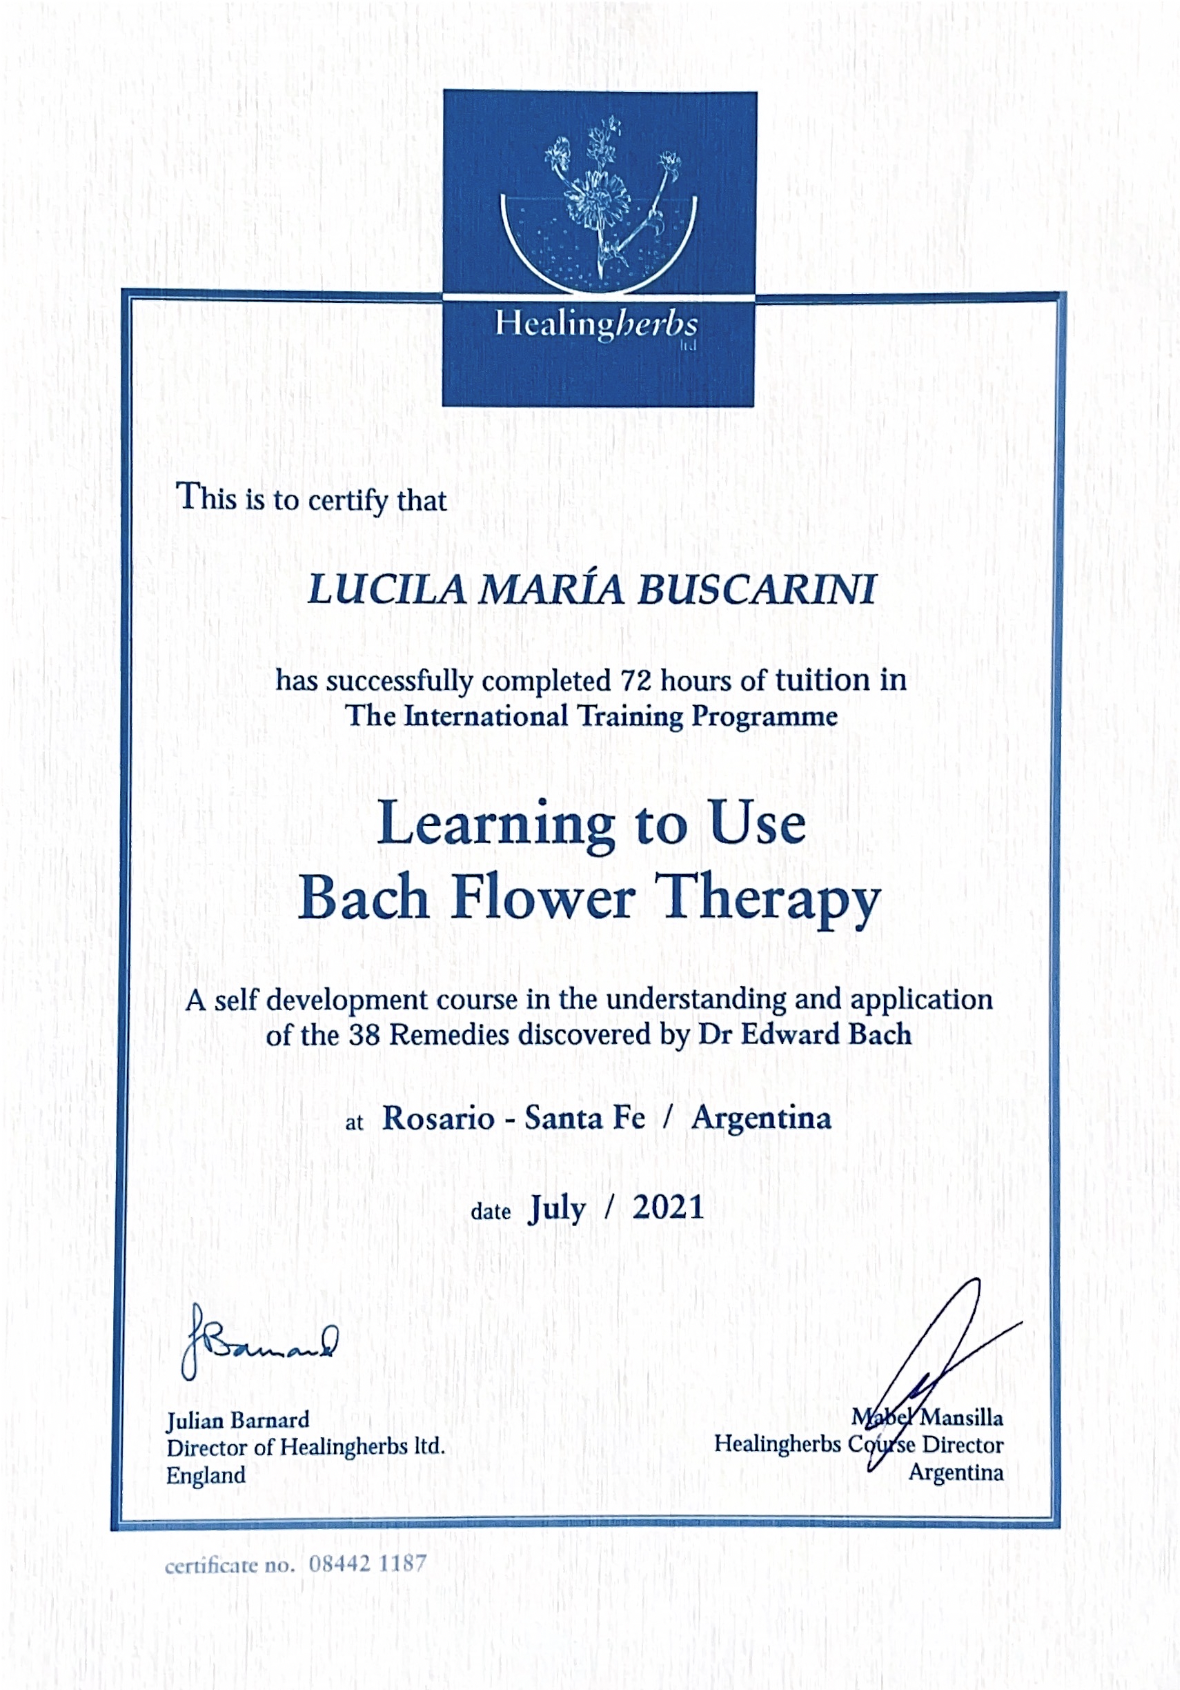 Healingherbs
ltd
This is to certify that
LUCILA MARÍA BUSCARINI
has successfully completed 72 hours of tuition in
The International Training Programme
Learning to Use
Bach Flower Therapy
A self development course in the understanding and application
of the 38 Remedies discovered by Dr Edward Bach
at Rosario - Santa Fe / Argentina
date July / 2021
JBarnard
Julian Barnard
Director of Healingherbs ltd.
England
Mabel Mansilla
Healingherbs Course Director
Argentina
certificate no. 08442 1187